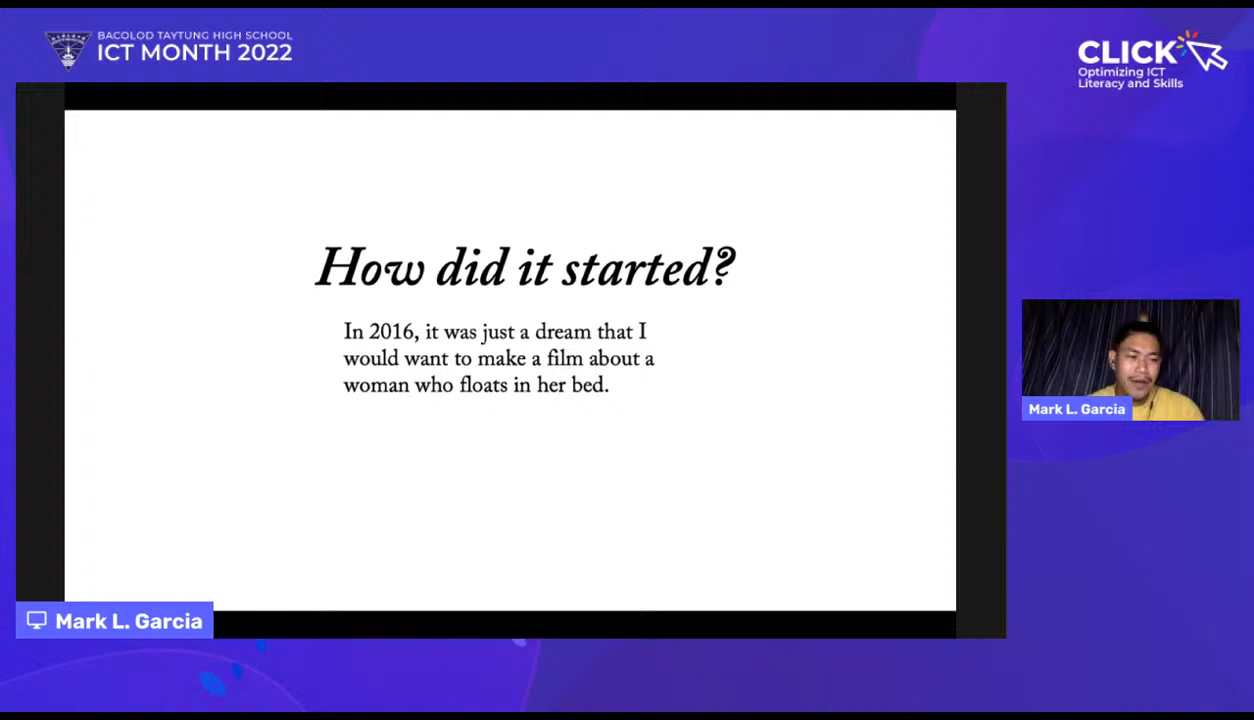 BACOLOD TAYTUNG HIGH SCHOOL
ICT MONTH 2022
CLICK
Optimizing ICT
Literacy and Skills
How did it started?
In 2016, it was just a dream that I
would want to make a film about a
woman who floats in her bed.
Mark L. Garcia
Mark L. Garcia